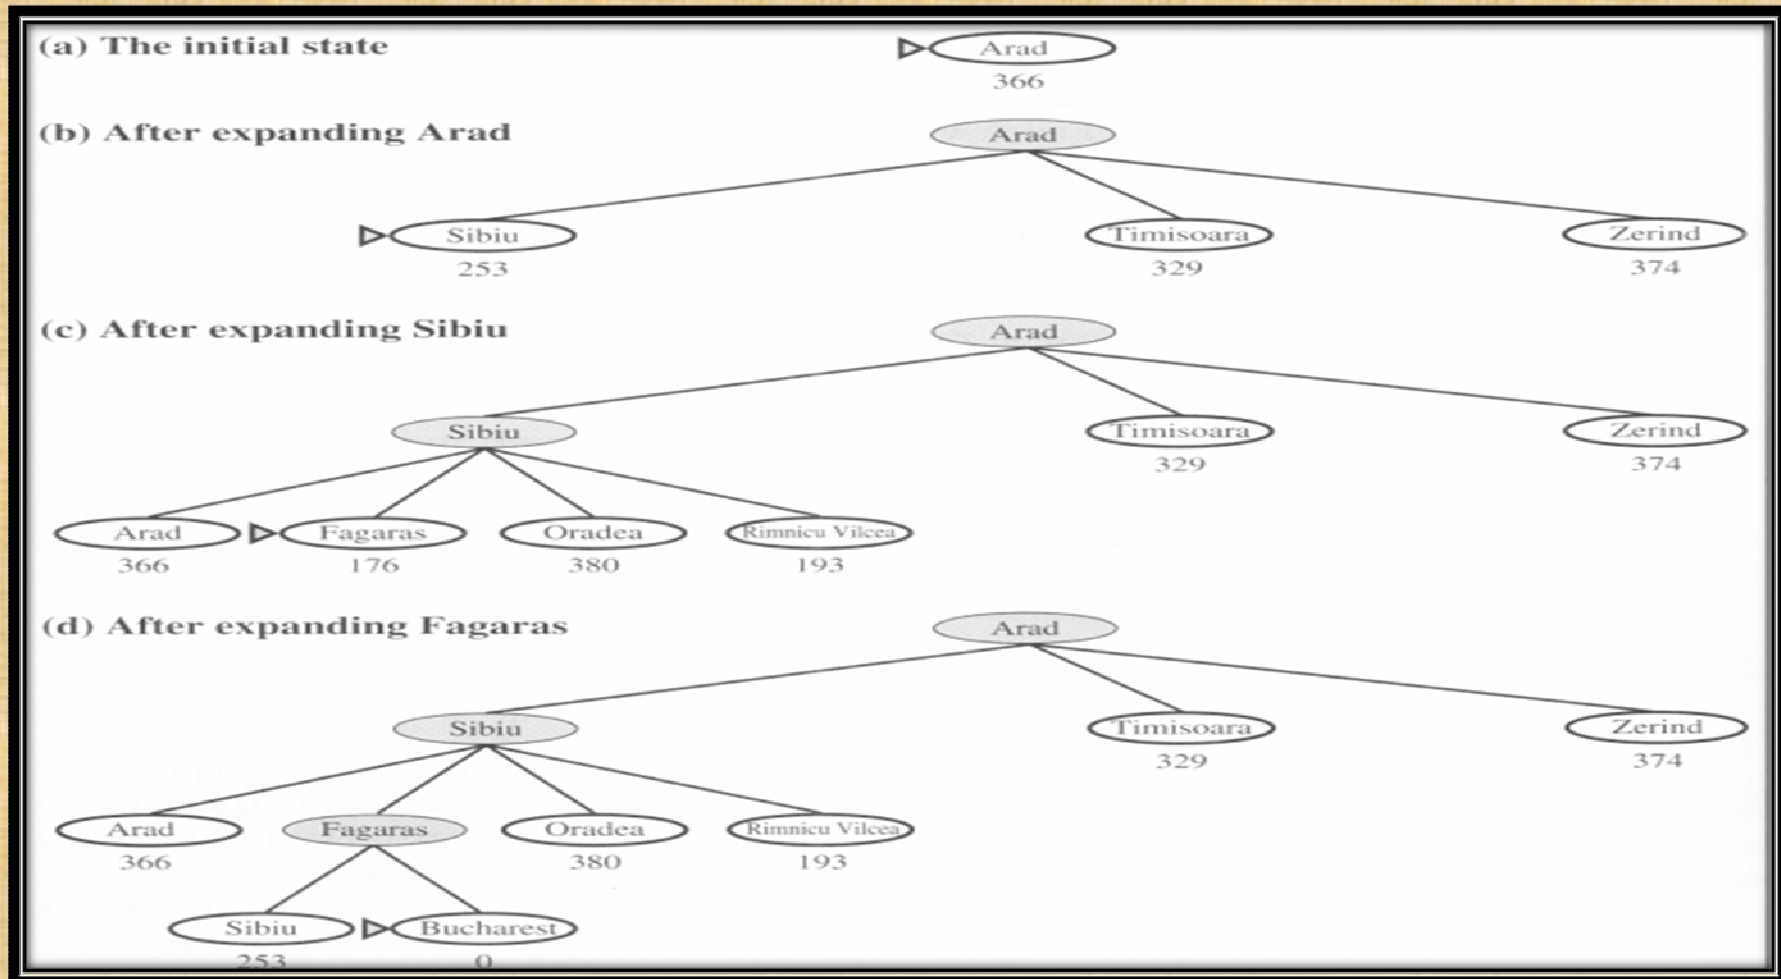 (a) The initial state
Arad
366
(b) After expanding Arad
Arad
Sibiu Timisoara Zerind
253 329 374
(c) After expanding Sibiu
Arad
Sibiu Timisoara Zerind
329 374
Arad Fagaras Oradea Rimnicu Vilcea
366 176 380 193
(d) After expanding Fagaras
Arad
Sibiu Timisoara Zerind
329 374
Arad Fagaras Oradea Rimnicu Vilcea
366 380 193
Sibiu Bucharest
253 0